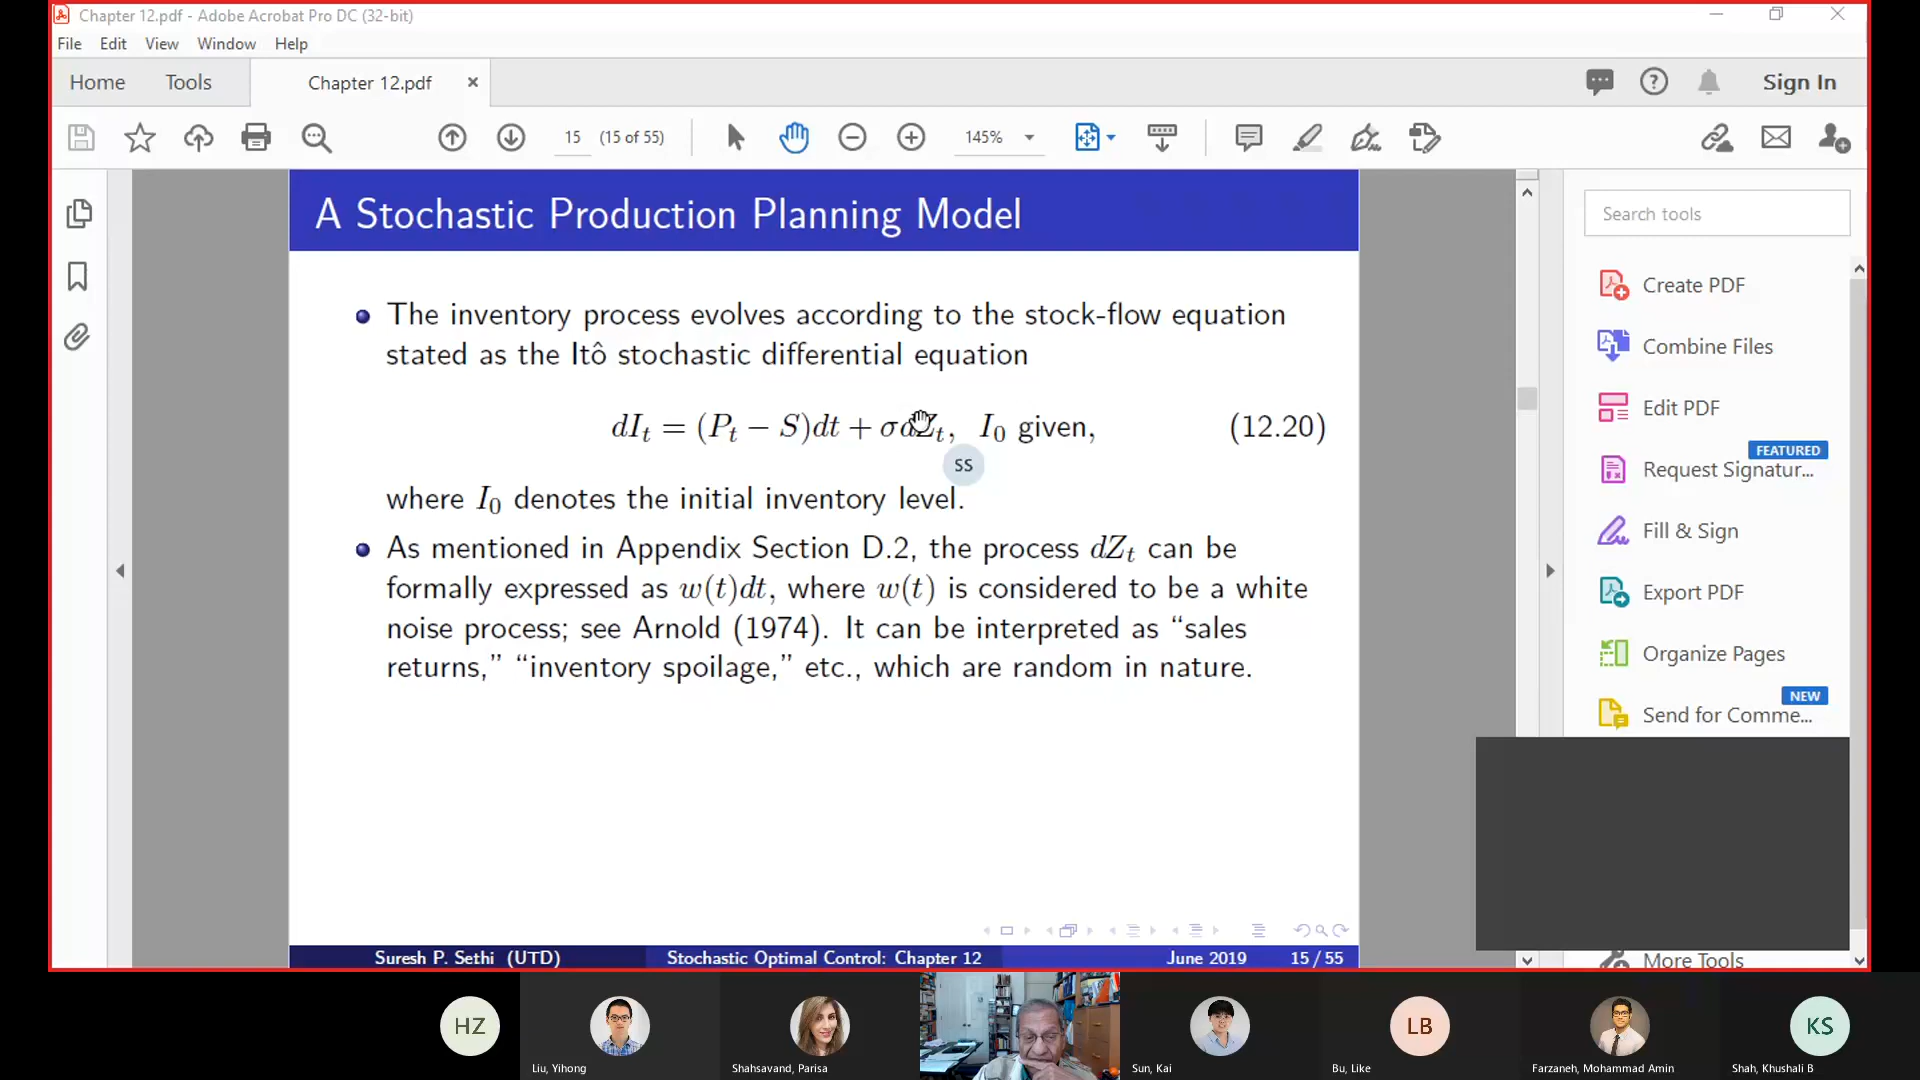 Chapter 12.pdf - Adobe Acrobat Pro DC (32-bit)
File Edit View Window Help
Home Tools Chapter 12.pdf × Sign In
15 (15 of 55) 145%
A Stochastic Production Planning Model
The inventory process evolves according to the stock-flow equation
stated as the Itô stochastic differential equation
dI_t = (P_t − S)dt + σdZ_t, I_0 given, (12.20)
SS
where I_0 denotes the initial inventory level.
As mentioned in Appendix Section D.2, the process dZ_t can be
formally expressed as w(t)dt, where w(t) is considered to be a white
noise process; see Arnold (1974). It can be interpreted as “sales
returns,” “inventory spoilage,” etc., which are random in nature.
Suresh P. Sethi (UTD) Stochastic Optimal Control: Chapter 12 June 2019 15 / 55
Search tools
Create PDF
Combine Files
Edit PDF
FEATURED
Request Signatur...
Fill & Sign
Export PDF
Organize Pages
NEW
Send for Comme...
More Tools
HZ
LB
KS
Liu, Yihong
Shahsavand, Parisa
Sun, Kai
Bu, Like
Farzaneh, Mohammad Amin
Shah, Khushali B